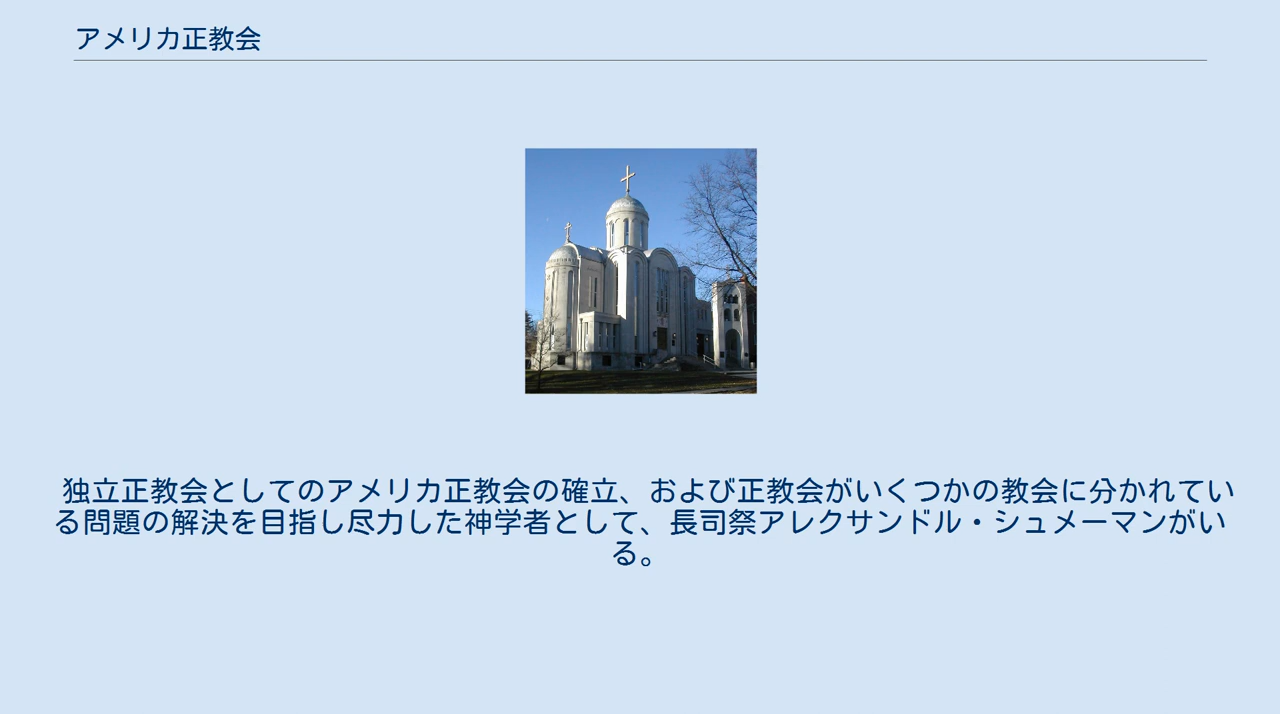 アメリカ正教会
独立正教会としてのアメリカ正教会の確立、および正教会がいくつかの教会に分かれてい
る問題の解決を目指し尽力した神学者として、長司祭アレクサンドル・シュメーマンがい
る。